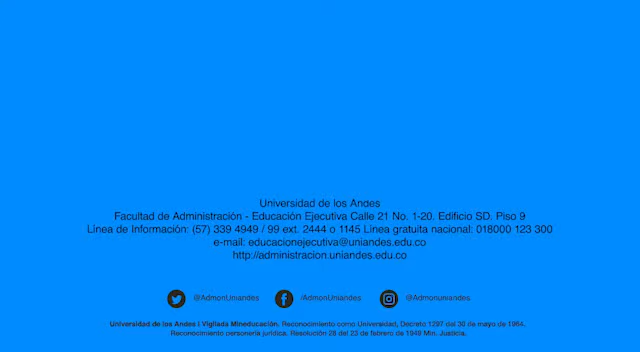 Universidad de los Andes
Facultad de Administración - Educación Ejecutiva Calle 21 No. 1-20. Edificio SD. Piso 9
Línea de Información: (57) 339 4949 / 99 ext. 2444 o 1145 Línea gratuita nacional: 018000 123 300
e-mail: educacionejecutiva@uniandes.edu.co
http://administracion.uniandes.edu.co
@AdmonUniandes /AdmonUniandes @Admonuniandes
Universidad de los Andes | Vigilada Mineducación. Reconocimiento como Universidad, Decreto 1297 del 30 de mayo de 1964.
Reconocimiento personería jurídica: Resolución 28 del 23 de febrero de 1949 Min. Justicia.